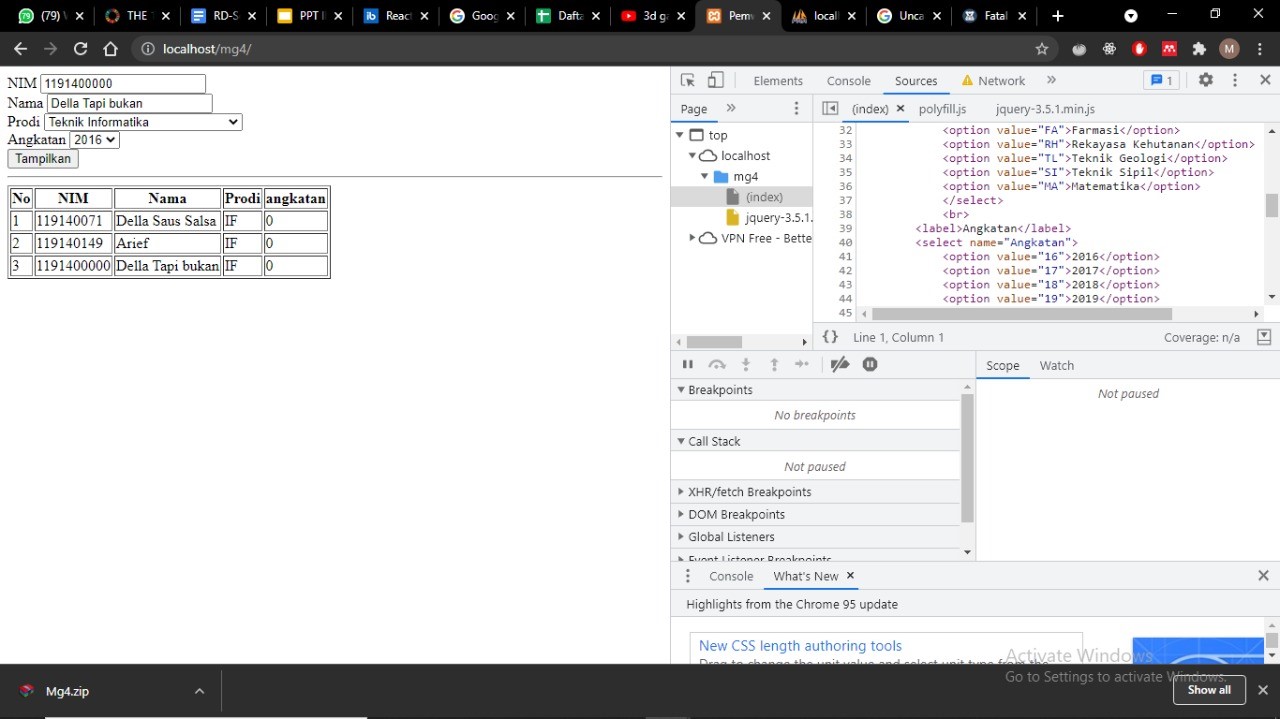 (79) W
THE
RD-S
PPT I
React
Goog
Dafta
3d ga
Pemw
local
Unca
Fatal
localhost/mg4/
M
NIM 1191400000
Nama Della Tapi bukan
Prodi Teknik Informatika
Angkatan 2016
Tampilkan
No NIM Nama Prodi angkatan
1 119140071 Della Saus Salsa IF 0
2 119140149 Arief IF 0
3 1191400000 Della Tapi bukan IF 0
Elements Console Sources Network 1
Page
top
localhost
mg4
(index)
jquery-3.5.1.
VPN Free - Bette
(index) polyfill.js jquery-3.5.1.min.js
32 <option value="FA">Farmasi</option>
33 <option value="RH">Rekayasa Kehutanan</option>
34 <option value="TL">Teknik Geologi</option>
35 <option value="SI">Teknik Sipil</option>
36 <option value="MA">Matematika</option>
37 </select>
38 <br>
39 <label>Angkatan</label>
40 <select name="Angkatan">
41 <option value="16">2016</option>
42 <option value="17">2017</option>
43 <option value="18">2018</option>
44 <option value="19">2019</option>
45
{} Line 1, Column 1 Coverage: n/a
Breakpoints
No breakpoints
Call Stack
Not paused
XHR/fetch Breakpoints
DOM Breakpoints
Global Listeners
Event Listener Breakpoints
Scope Watch
Not paused
Console What's New
Highlights from the Chrome 95 update
New CSS length authoring tools
Drag to change the unit value and select unit type from the
Activate Windows
Go to Settings to activate Windows.
Mg4.zip
Show all